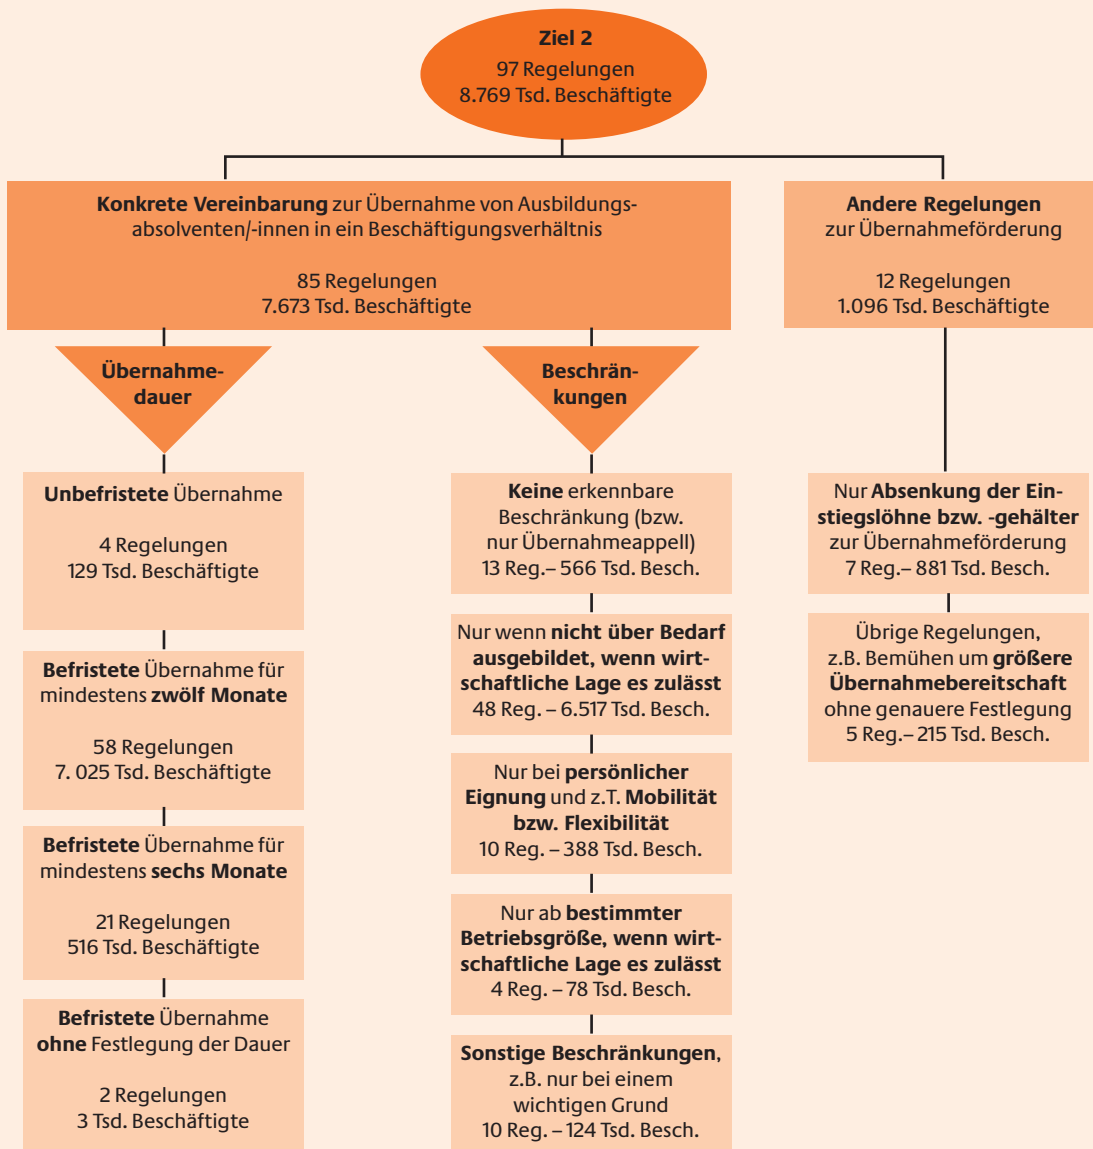 Ziel 2
97 Regelungen
8.769 Tsd. Beschäftigte
Konkrete Vereinbarung zur Übernahme von Ausbildungs-
absolventen/-innen in ein Beschäftigungsverhältnis
85 Regelungen
7.673 Tsd. Beschäftigte
Andere Regelungen
zur Übernahmeförderung
12 Regelungen
1.096 Tsd. Beschäftigte
Übernahme-
dauer
Unbefristete Übernahme
4 Regelungen
129 Tsd. Beschäftigte
Befristete Übernahme für
mindestens zwölf Monate
58 Regelungen
7. 025 Tsd. Beschäftigte
Befristete Übernahme für
mindestens sechs Monate
21 Regelungen
516 Tsd. Beschäftigte
Befristete Übernahme
ohne Festlegung der Dauer
2 Regelungen
3 Tsd. Beschäftigte
Beschrän-
kungen
Keine erkennbare
Beschränkung (bzw.
nur Übernahmeappell)
13 Reg.– 566 Tsd. Besch.
Nur wenn nicht über Bedarf
ausgebildet, wenn wirt-
schaftliche Lage es zulässt
48 Reg. – 6.517 Tsd. Besch.
Nur bei persönlicher
Eignung und z.T. Mobilität
bzw. Flexibilität
10 Reg. – 388 Tsd. Besch.
Nur ab bestimmter
Betriebsgröße, wenn wirt-
schaftliche Lage es zulässt
4 Reg. – 78 Tsd. Besch.
Sonstige Beschränkungen,
z.B. nur bei einem
wichtigen Grund
10 Reg. – 124 Tsd. Besch.
Nur Absenkung der Ein-
stiegslöhne bzw. -gehälter
zur Übernahmeförderung
7 Reg.– 881 Tsd. Besch.
Übrige Regelungen,
z.B. Bemühen um größere
Übernahmebereitschaft
ohne genauere Festlegung
5 Reg.– 215 Tsd. Besch.